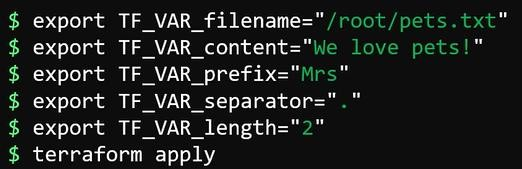 $ export TF_VAR_filename="/root/pets.txt"
$ export TF_VAR_content="We love pets!"
$ export TF_VAR_prefix="Mrs"
$ export TF_VAR_separator="."
$ export TF_VAR_length="2"
$ terraform apply